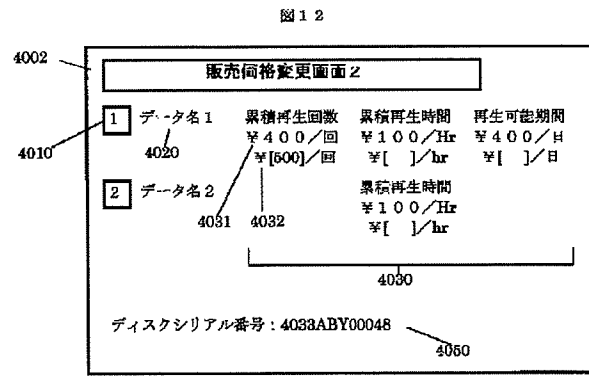 図１２
4002
販売価格変更画面２
1 データ名１ 累積再生回数 累積再生時間 再生可能期間
￥４００／回 ￥１００／Hr ￥４００／日
4010 4020 ￥[500]／回 ￥[ ]／hr ￥[ ]／日
2 データ名２ 累積再生時間
4031 4032 ￥１００／Hr
￥[ ]／hr
4030
ディスクシリアル番号：4033ABY00048
4050